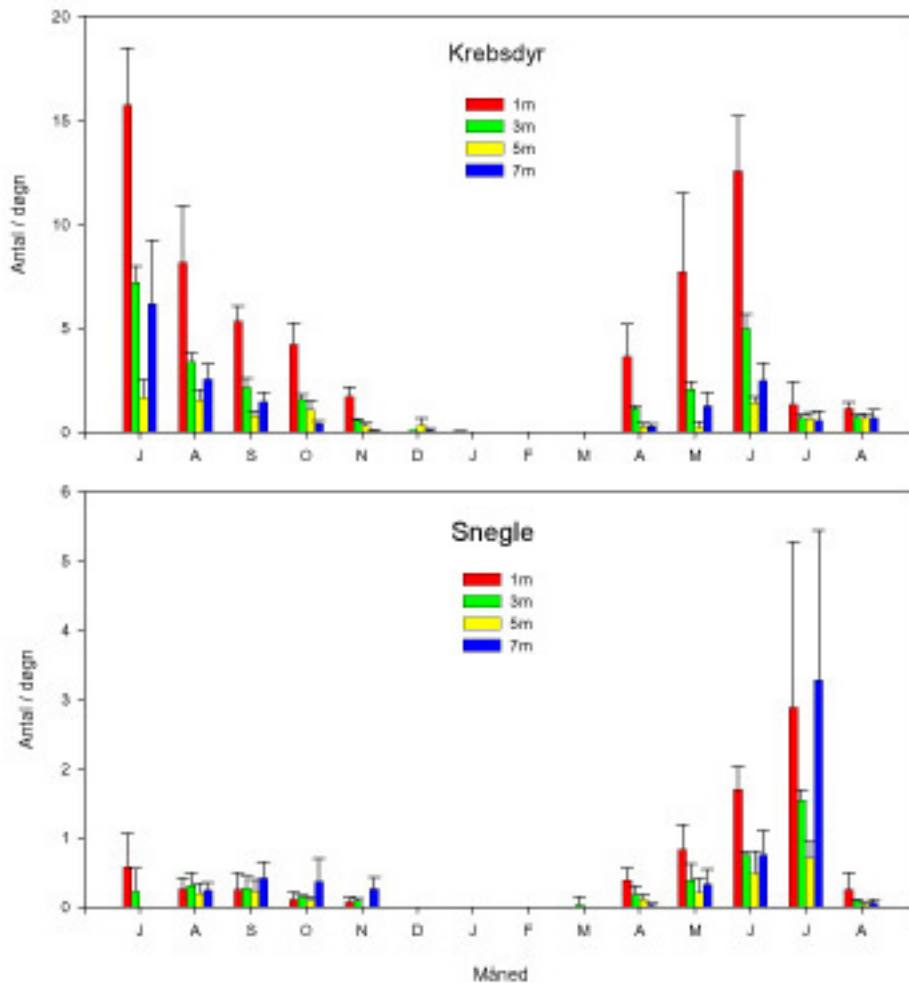 20
Krebsdyr
1m
3m
5m
7m
15
10
5
0
Antal / døgn
J A S O N D J F M A M J J A
6
Snegle
1m
3m
5m
7m
5
4
3
2
1
0
Antal / døgn
J A S O N D J F M A M J J A
Måned